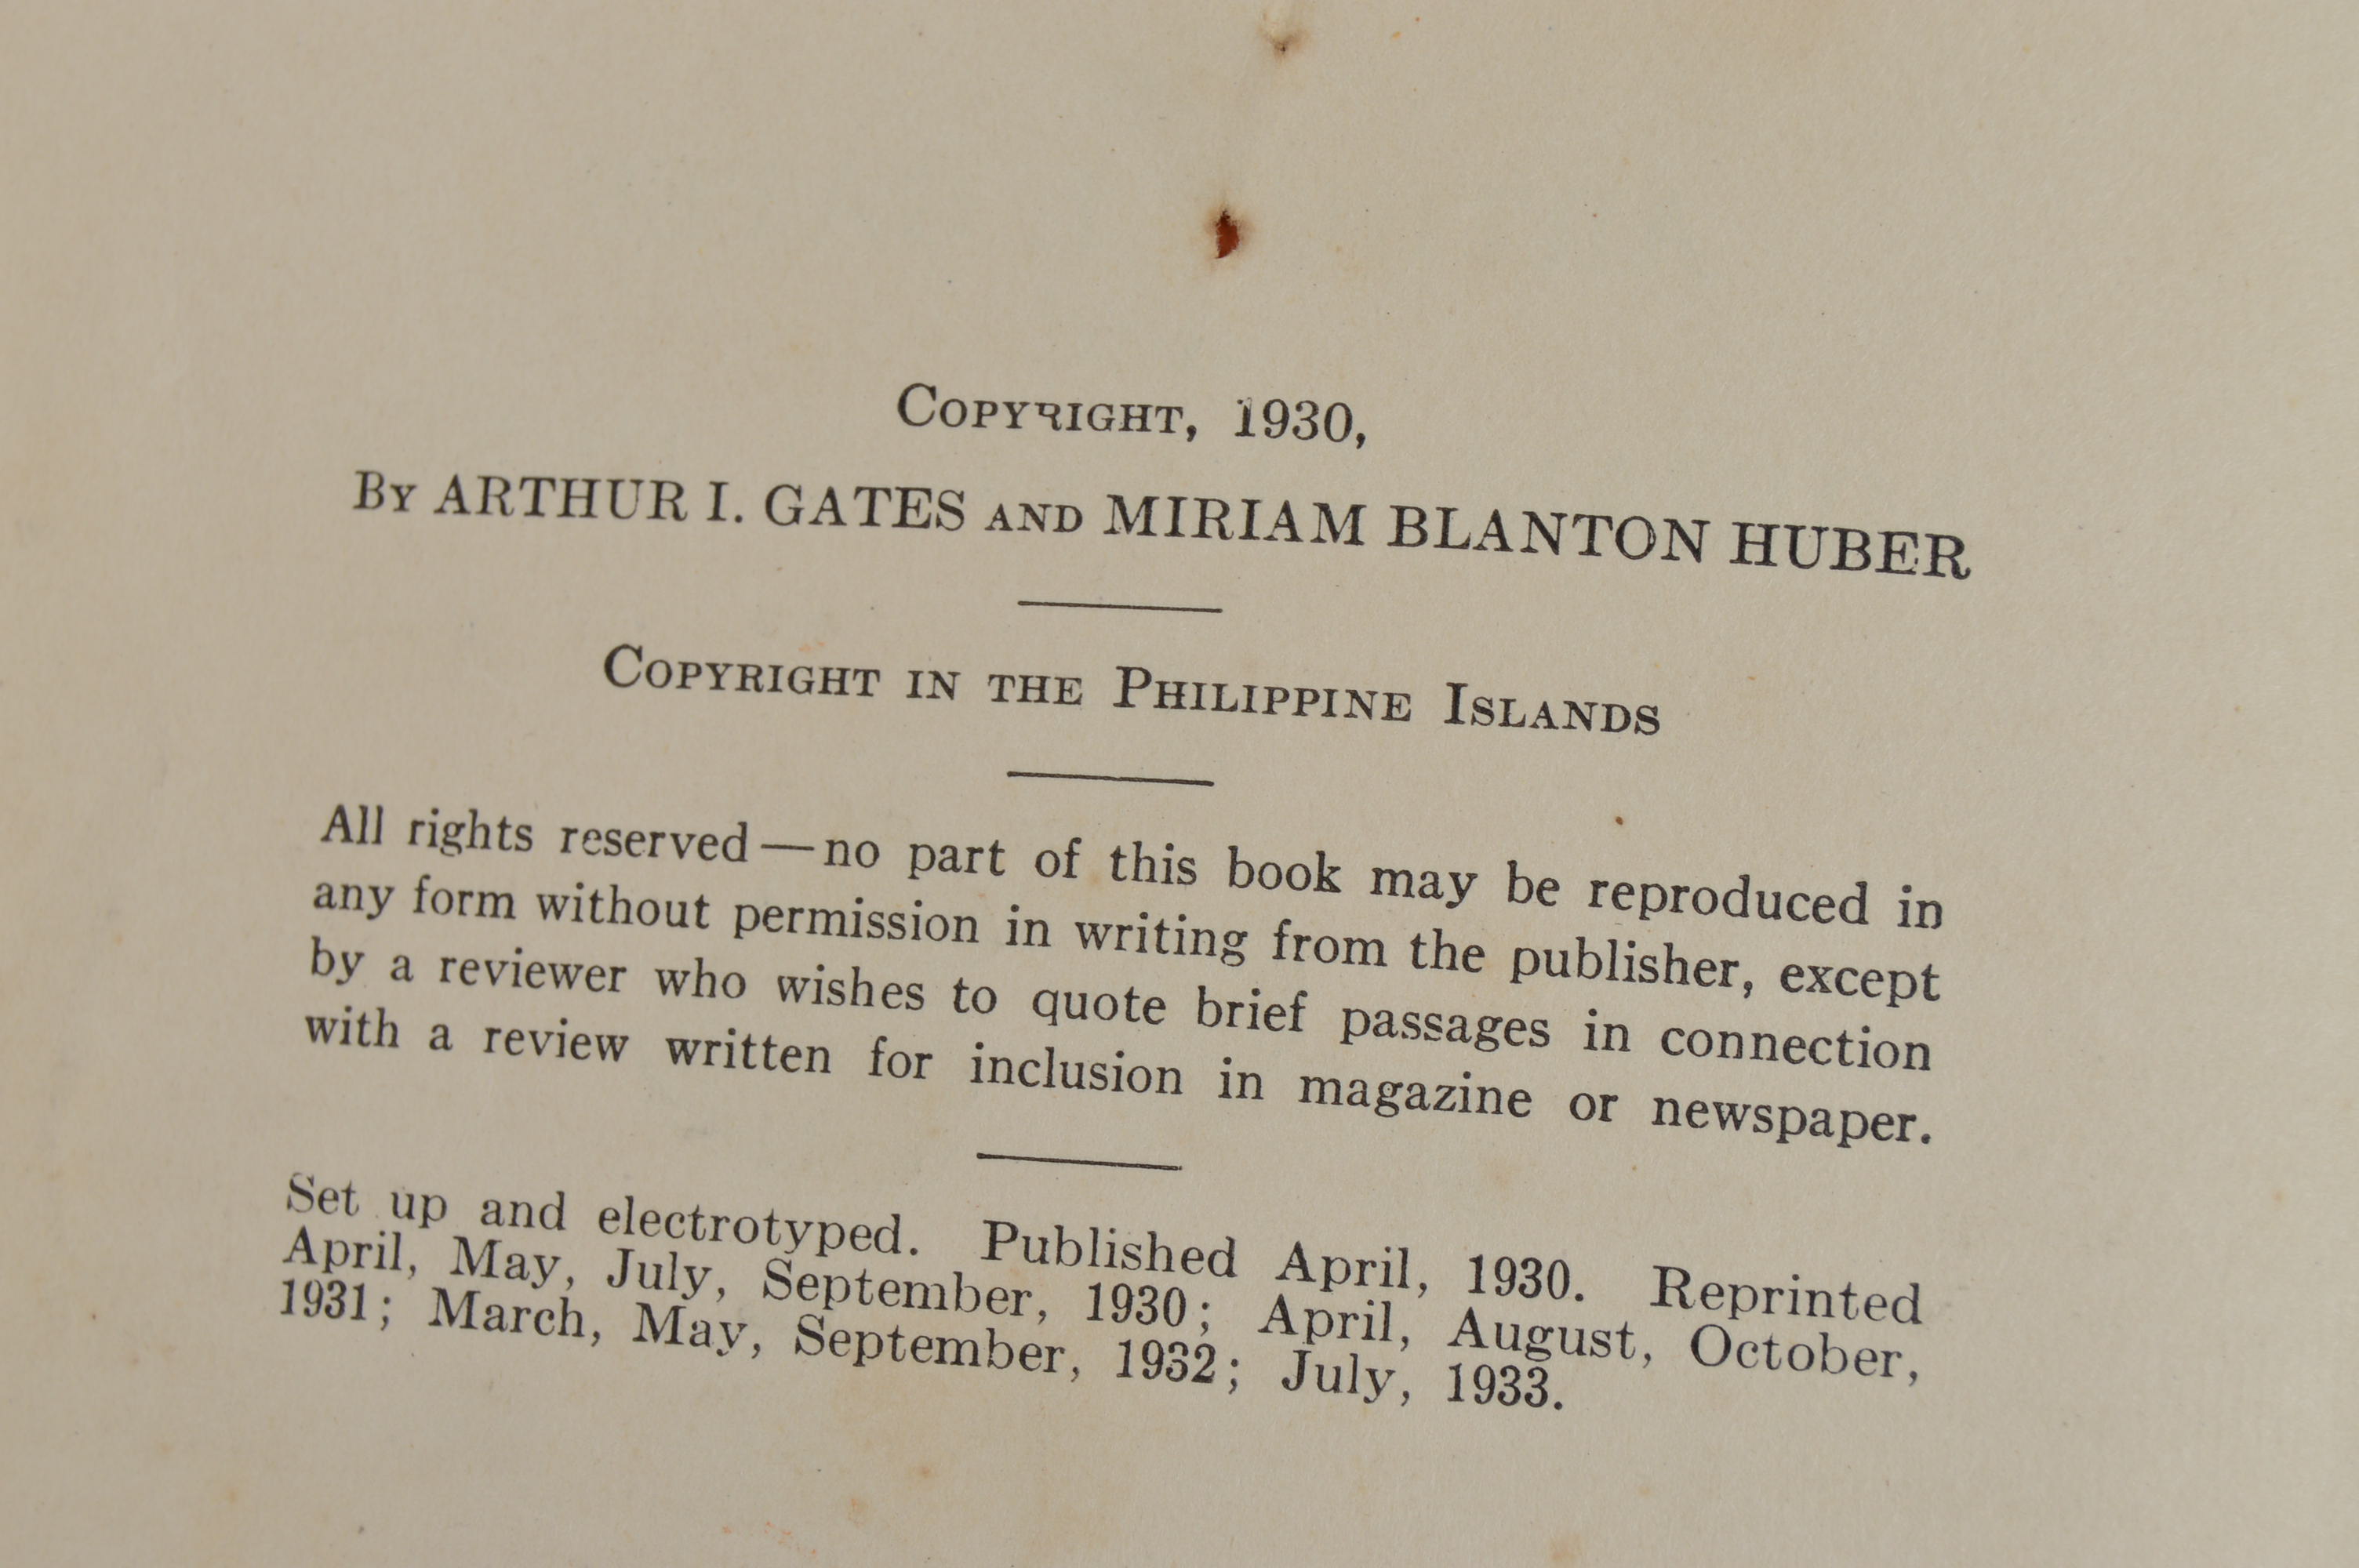 COPYRIGHT, 1930,
BY ARTHUR I. GATES AND MIRIAM BLANTON HUBER
COPYRIGHT IN THE PHILIPPINE ISLANDS
All rights reserved—no part of this book may be reproduced in
any form without permission in writing from the publisher, except
by a reviewer who wishes to quote brief passages in connection
with a review written for inclusion in magazine or newspaper.
Set up and electrotyped. Published April, 1930. Reprinted
April, May, July, September, 1930; April, August, October,
1931; March, May, September, 1932; July, 1933.